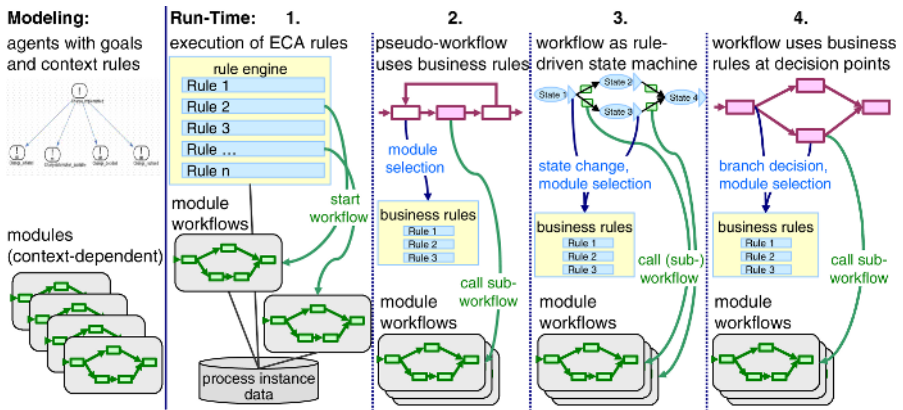 Modeling:
agents with goals
and context rules
modules
(context-dependent)
Run-Time:
1.
execution of ECA rules
rule engine
Rule 1
Rule 2
Rule 3
Rule ...
Rule n
start
workflow
module
workflows
process instance
data
2.
pseudo-workflow
uses business rules
module
selection
business rules
Rule 1
Rule 2
Rule 3
call sub-
workflow
module
workflows
3.
workflow as rule-
driven state machine
State 1
State 2
State 3
State 4
state change,
module selection
business rules
Rule 1
Rule 2
Rule 3
call (sub-)
workflow
module
workflows
4.
workflow uses business
rules at decision points
branch decision,
module selection
business rules
Rule 1
Rule 2
Rule 3
call sub-
workflow
module
workflows